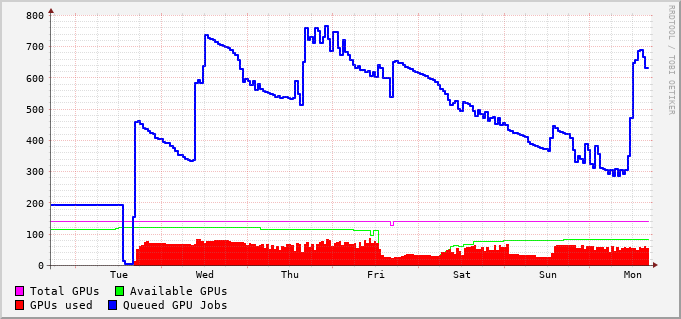 800
700
600
500
400
300
200
100
0
Tue Wed Thu Fri Sat Sun Mon
Total GPUs Available GPUs
GPUs used Queued GPU Jobs
RRDTOOL / TOBI OETIKER